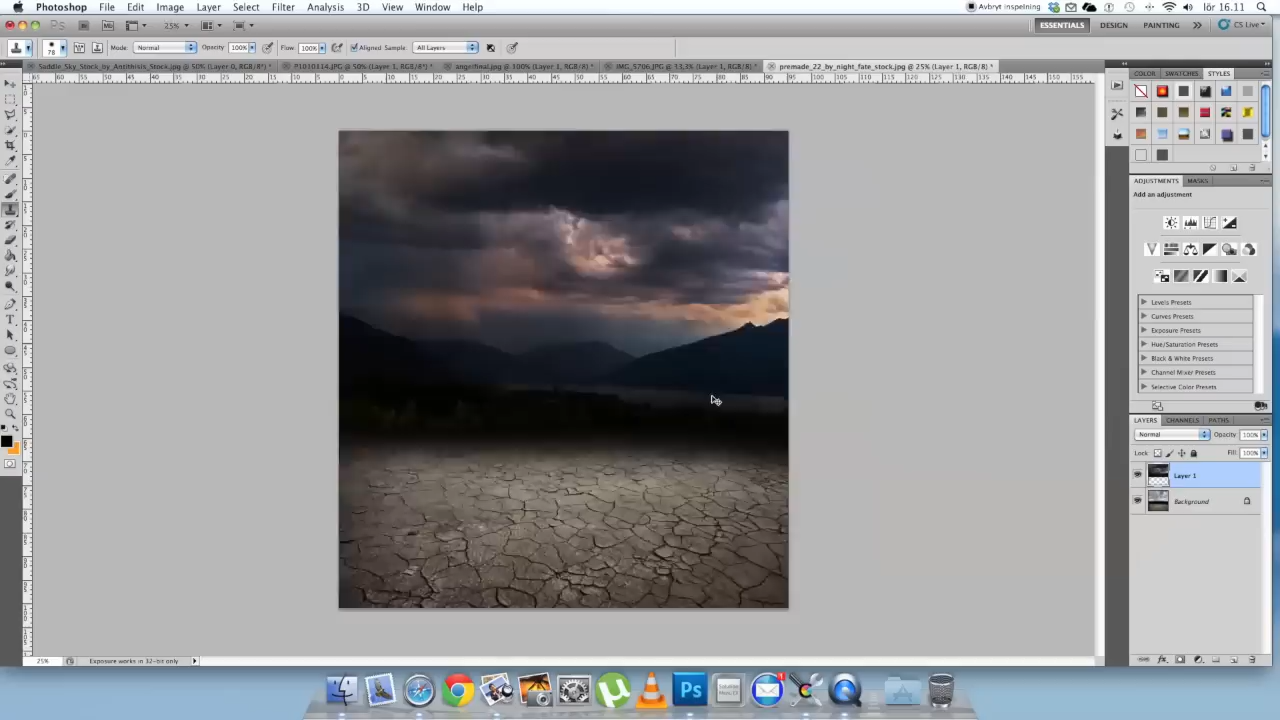 Photoshop File Edit Image Layer Select Filter Analysis 3D View Window Help Avbryt inspelning lör 16.11
Ps 25% ESSENTIALS DESIGN PAINTING CS Live
78 Mode: Normal Opacity: 100% Flow: 100% Aligned Sample: All Layers
Saddle_Sky_Stock_by_Antithisis_Stock.jpg @ 50% (Layer 0, RGB/8) * P1010114.JPG @ 50% (Layer 1, RGB/8*) * angelfinal.jpg @ 100% (Layer 1, RGB/8*) * IMG_5706.JPG @ 33,3% (Layer 1, RGB/8) * premade_22_by_night_fate_stock.jpg @ 25% (Layer 1, RGB/8) *
COLOR SWATCHES STYLES
ADJUSTMENTS MASKS
Add an adjustment
Levels Presets
Curves Presets
Exposure Presets
Hue/Saturation Presets
Black & White Presets
Channel Mixer Presets
Selective Color Presets
LAYERS CHANNELS PATHS
Normal Opacity: 100%
Lock: Fill: 100%
Layer 1
Background
25% Exposure works in 32-bit only
Ps